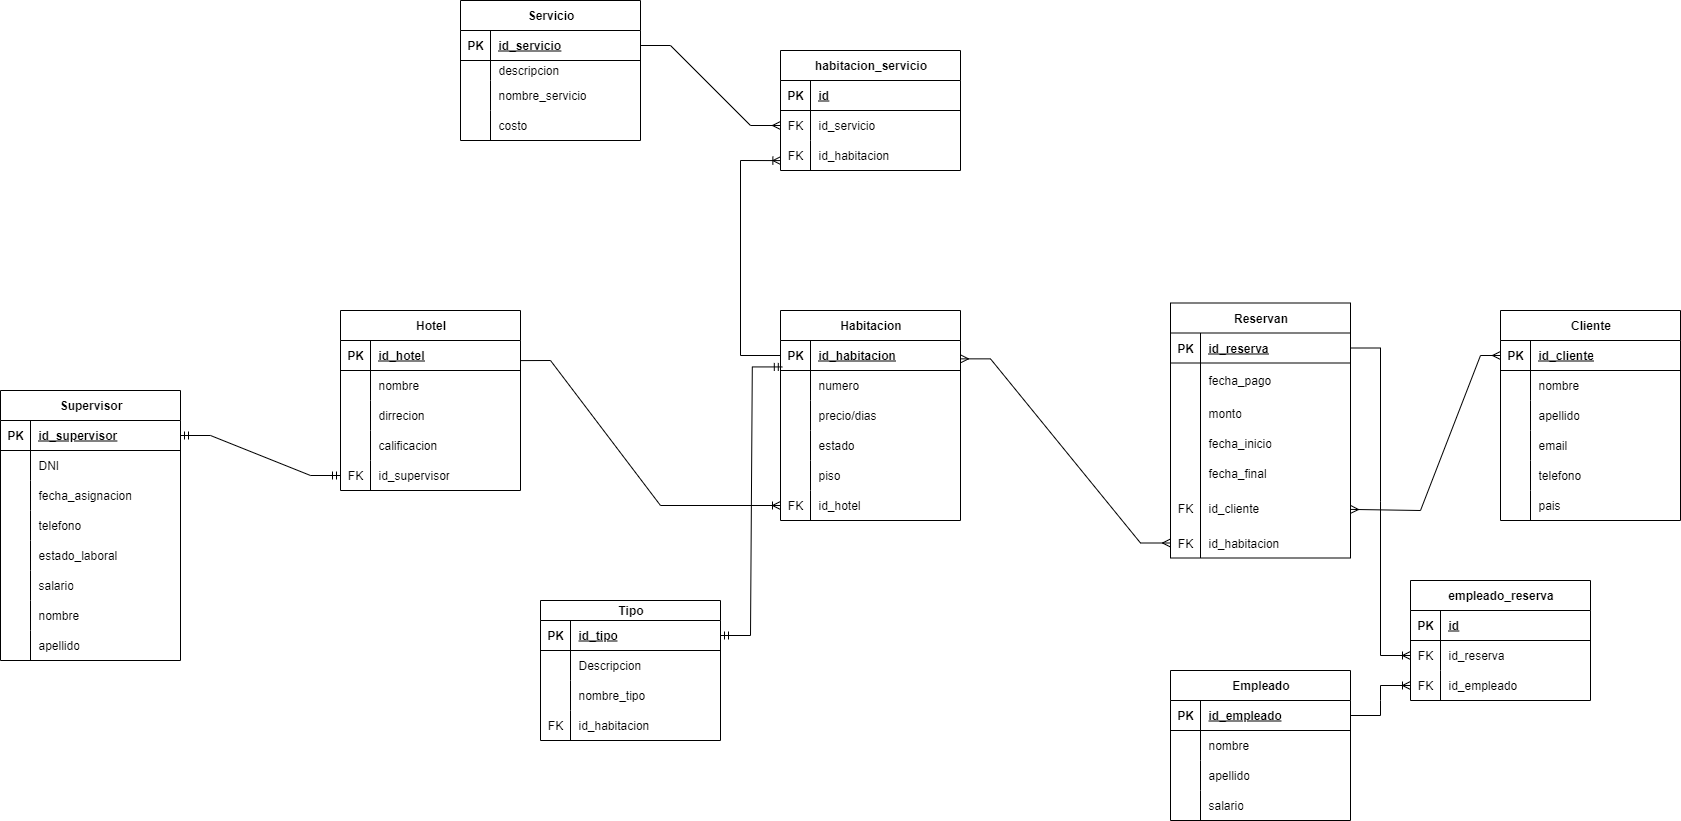 Servicio
PK id_servicio
descripcion
nombre_servicio
costo
habitacion_servicio
PK id
FK id_servicio
FK id_habitacion
Supervisor
PK id_supervisor
DNI
fecha_asignacion
telefono
estado_laboral
salario
nombre
apellido
Hotel
PK id_hotel
nombre
dirrecion
calificacion
FK id_supervisor
Habitacion
PK id_habitacion
numero
precio/dias
estado
piso
FK id_hotel
Reservan
PK id_reserva
fecha_pago
monto
fecha_inicio
fecha_final
FK id_cliente
FK id_habitacion
Cliente
PK id_cliente
nombre
apellido
email
telefono
pais
Tipo
PK id_tipo
Descripcion
nombre_tipo
FK id_habitacion
empleado_reserva
PK id
FK id_reserva
FK id_empleado
Empleado
PK id_empleado
nombre
apellido
salario